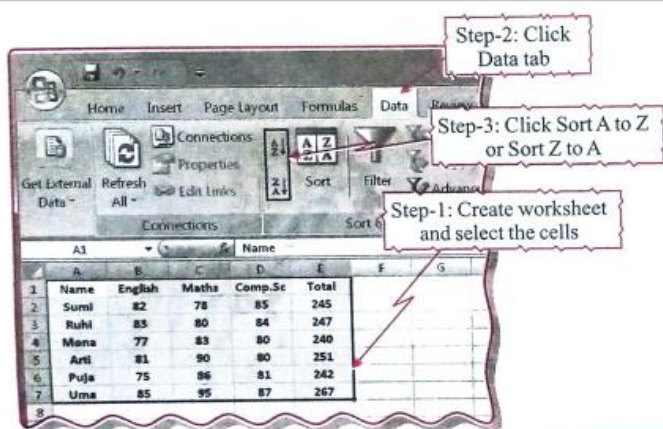 Step-2: Click
Data tab
Home Insert Page Layout Formulas Data Review
Step-3: Click Sort A to Z
or Sort Z to A
Connections
Properties
Edit Links
Get External
Data
Refresh
All
A
Z
Z
A
A Z
Z A
Sort
Filter
Advanc
Connections
Sort &
Step-1: Create worksheet
and select the cells
A1 fx Name
A B C D E F G
1 Name English Maths Comp.Sc Total
2 Sumi 82 78 85 245
3 Ruhi 83 80 84 247
4 Mona 77 83 80 240
5 Arti 81 90 80 251
6 Puja 75 86 81 242
7 Uma 85 95 87 267
8